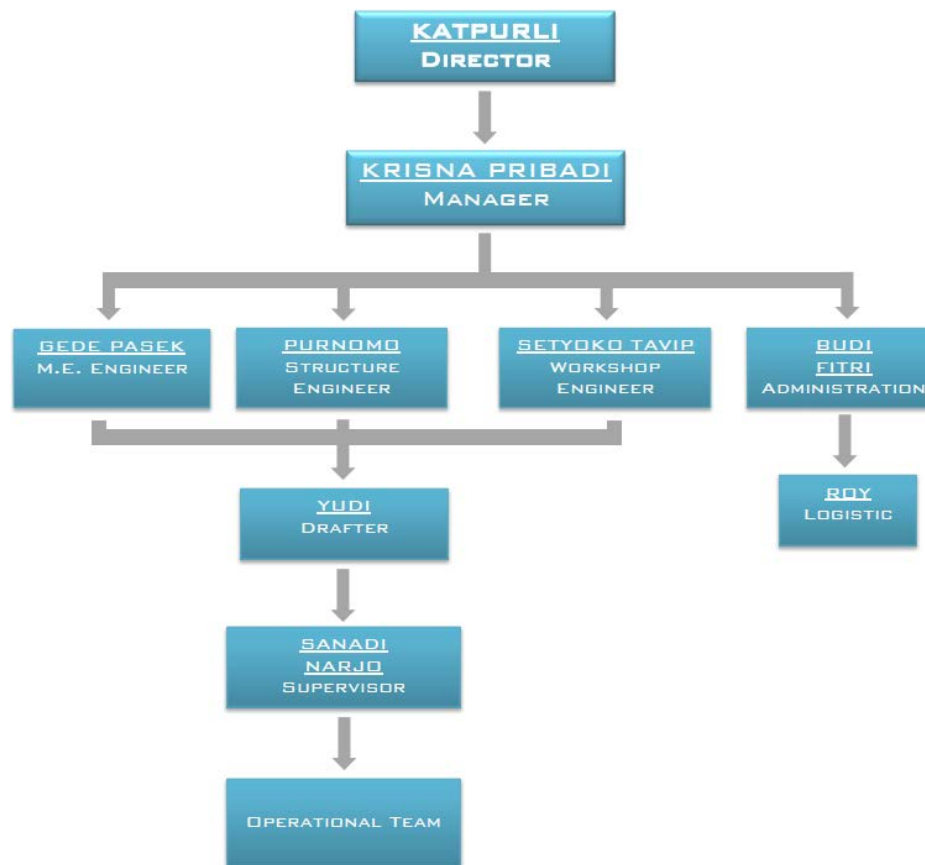 KATPURLI
DIRECTOR
KRISNA PRIBADI
MANAGER
GEDE PASEK
M.E. ENGINEER
PURNOMO
STRUCTURE
ENGINEER
SETYOKO TAVIP
WORKSHOP
ENGINEER
BUDI
FITRI
ADMINISTRATION
YUDI
DRAFTER
ROY
LOGISTIC
SANADI
NARJO
SUPERVISOR
OPERATIONAL TEAM